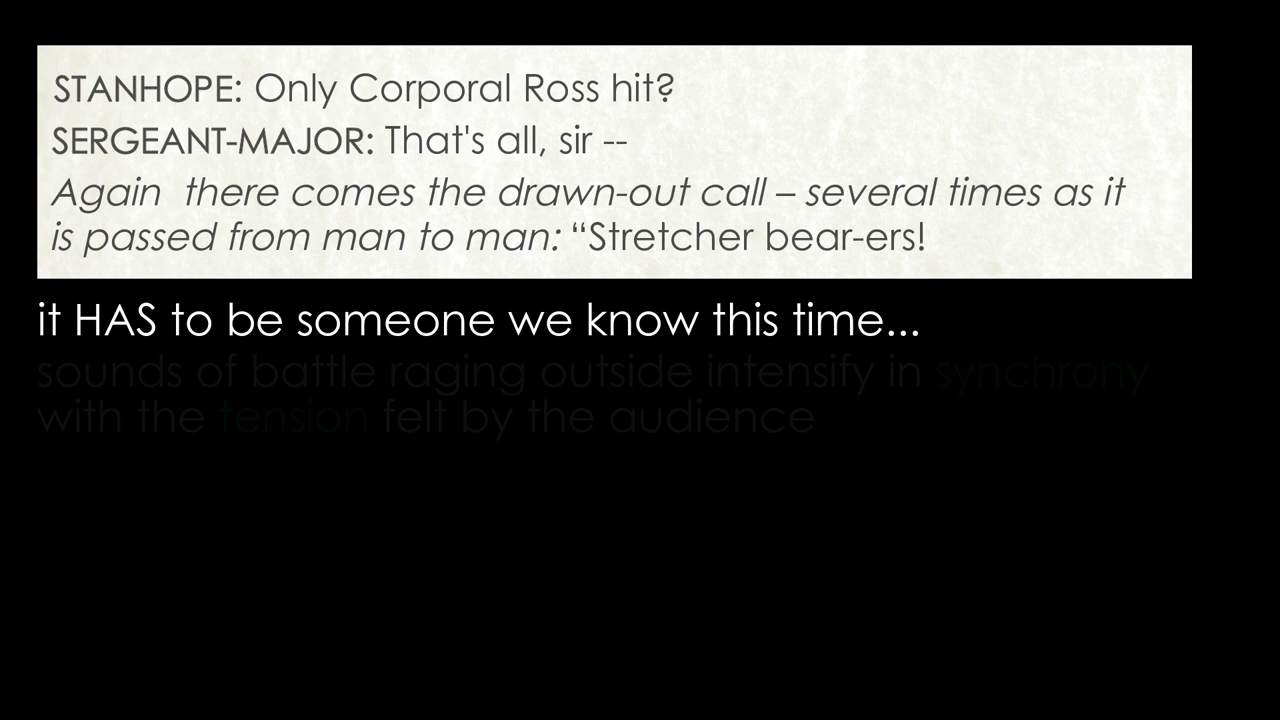 STANHOPE: Only Corporal Ross hit?
SERGEANT-MAJOR: That's all, sir --
Again  there comes the drawn-out call – several times as it
is passed from man to man: “Stretcher bear-ers!
it HAS to be someone we know this time...
sounds of battle raging outside intensify in synchrony
with the tension felt by the audience